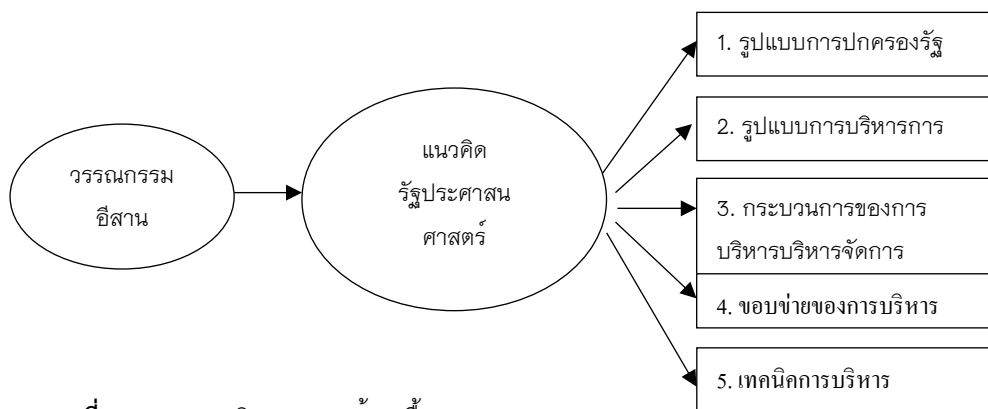 วรรณกรรม
อีสาน
แนวคิด
รัฐประศาสน
ศาสตร์
1. รูปแบบการปกครองรัฐ
2. รูปแบบการบริหารการ
3. กระบวนการของการ
บริหารบริหารจัดการ
4. ขอบข่ายของการบริหาร
5. เทคนิคการบริหาร